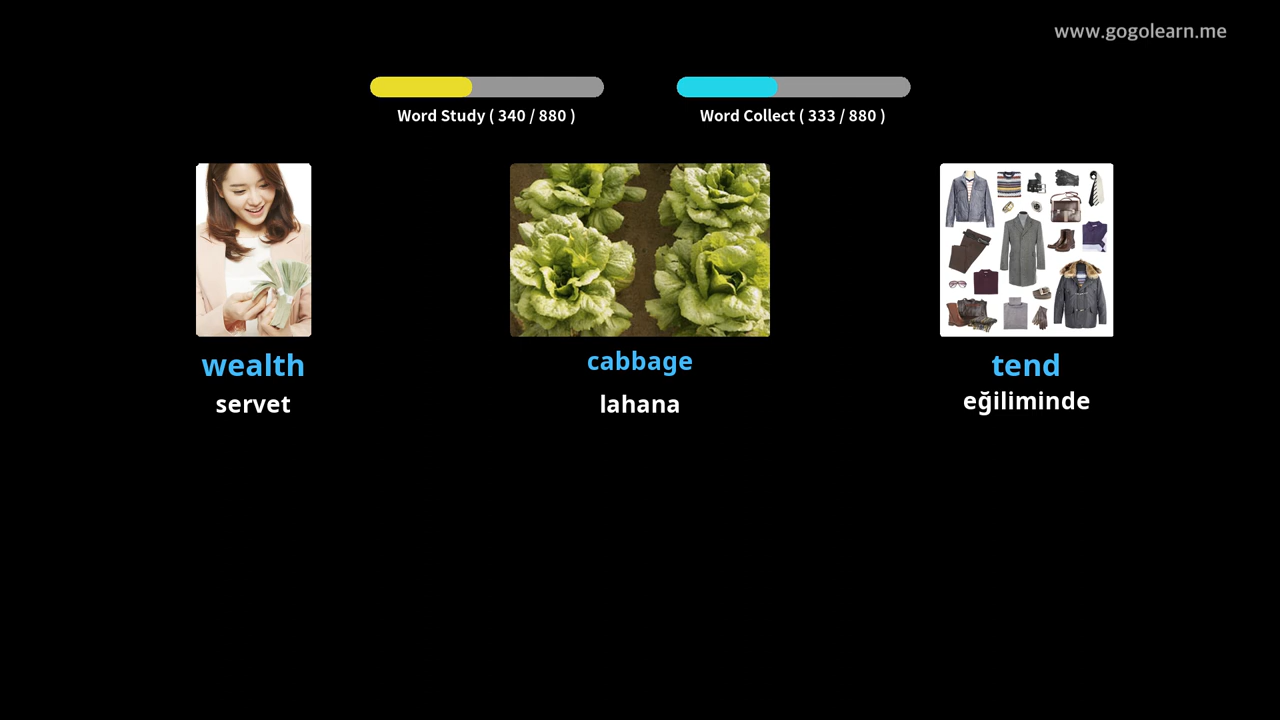 www.gogolearn.me
Word Study ( 340 / 880 )
Word Collect ( 333 / 880 )
wealth
servet
cabbage
lahana
tend
eğiliminde